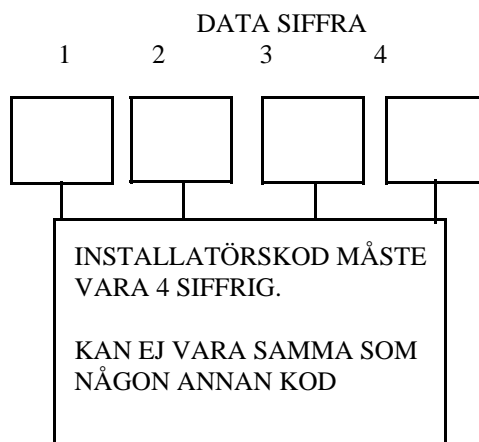 DATA SIFFRA
1 2 3 4
INSTALLATÖRSKOD MÅSTE
VARA 4 SIFFRIG.
KAN EJ VARA SAMMA SOM
NÅGON ANNAN KOD